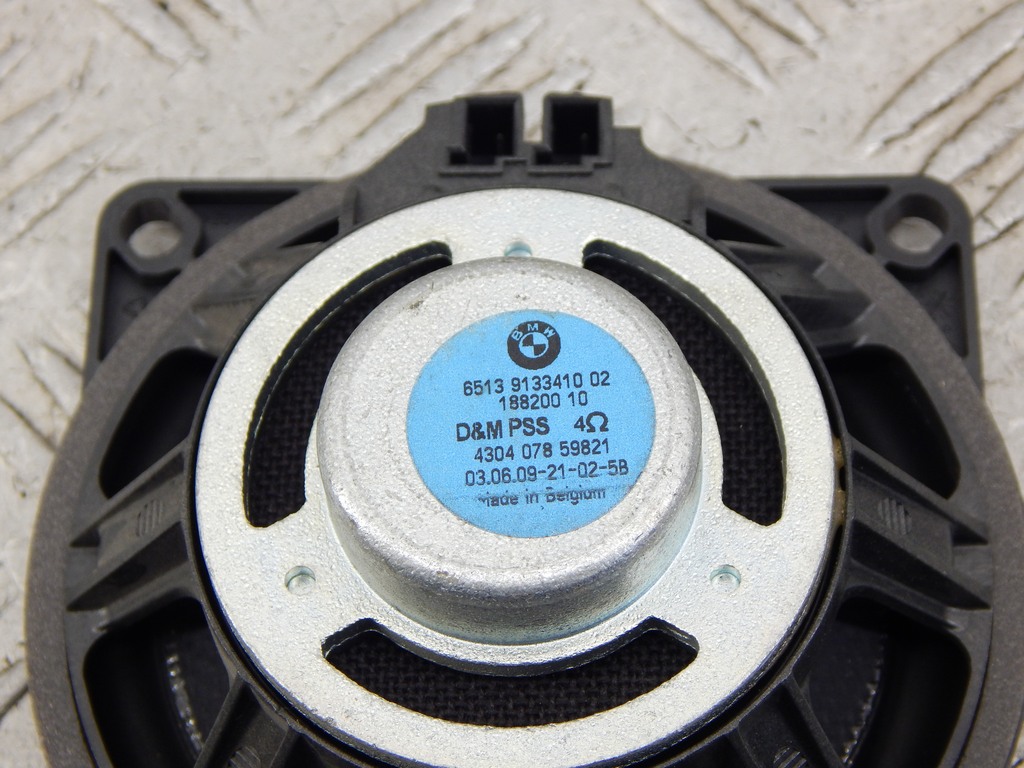 BMW
6513 9133410 02
188200 10
D&M PSS 4Ω
4304 078 59821
03.06.09-21-02-5B
Made in Belgium